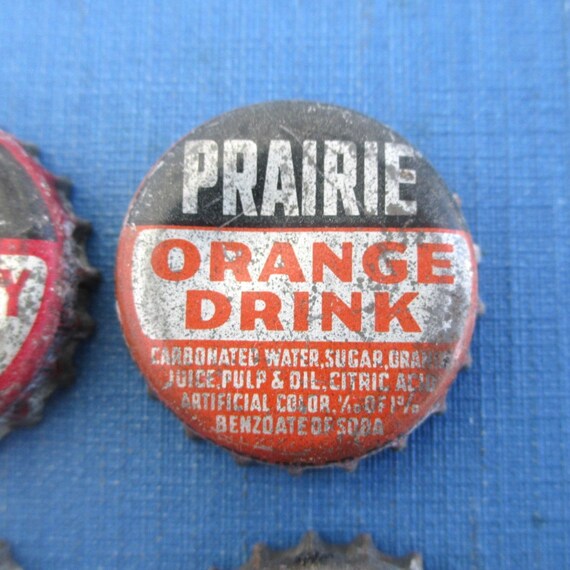 PRAIRIE
ORANGE
DRINK
CARBONATED WATER, SUGAR, ORANGE
JUICE, PULP & OIL, CITRIC ACID
ARTIFICIAL COLOR, 1/10 OF 1%
BENZOATE OF SODA
Y